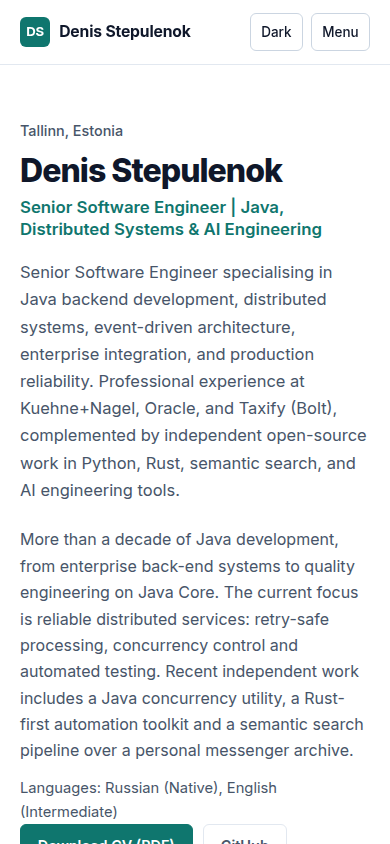 DS Denis Stepulenok Dark Menu
Tallinn, Estonia
Denis Stepulenok
Senior Software Engineer | Java,
Distributed Systems & AI Engineering
Senior Software Engineer specialising in
Java backend development, distributed
systems, event-driven architecture,
enterprise integration, and production
reliability. Professional experience at
Kuehne+Nagel, Oracle, and Taxify (Bolt),
complemented by independent open-source
work in Python, Rust, semantic search, and
AI engineering tools.
More than a decade of Java development,
from enterprise back-end systems to quality
engineering on Java Core. The current focus
is reliable distributed services: retry-safe
processing, concurrency control and
automated testing. Recent independent work
includes a Java concurrency utility, a Rust-
first automation toolkit and a semantic search
pipeline over a personal messenger archive.
Languages: Russian (Native), English
(Intermediate)
Download CV (PDF) GitHub